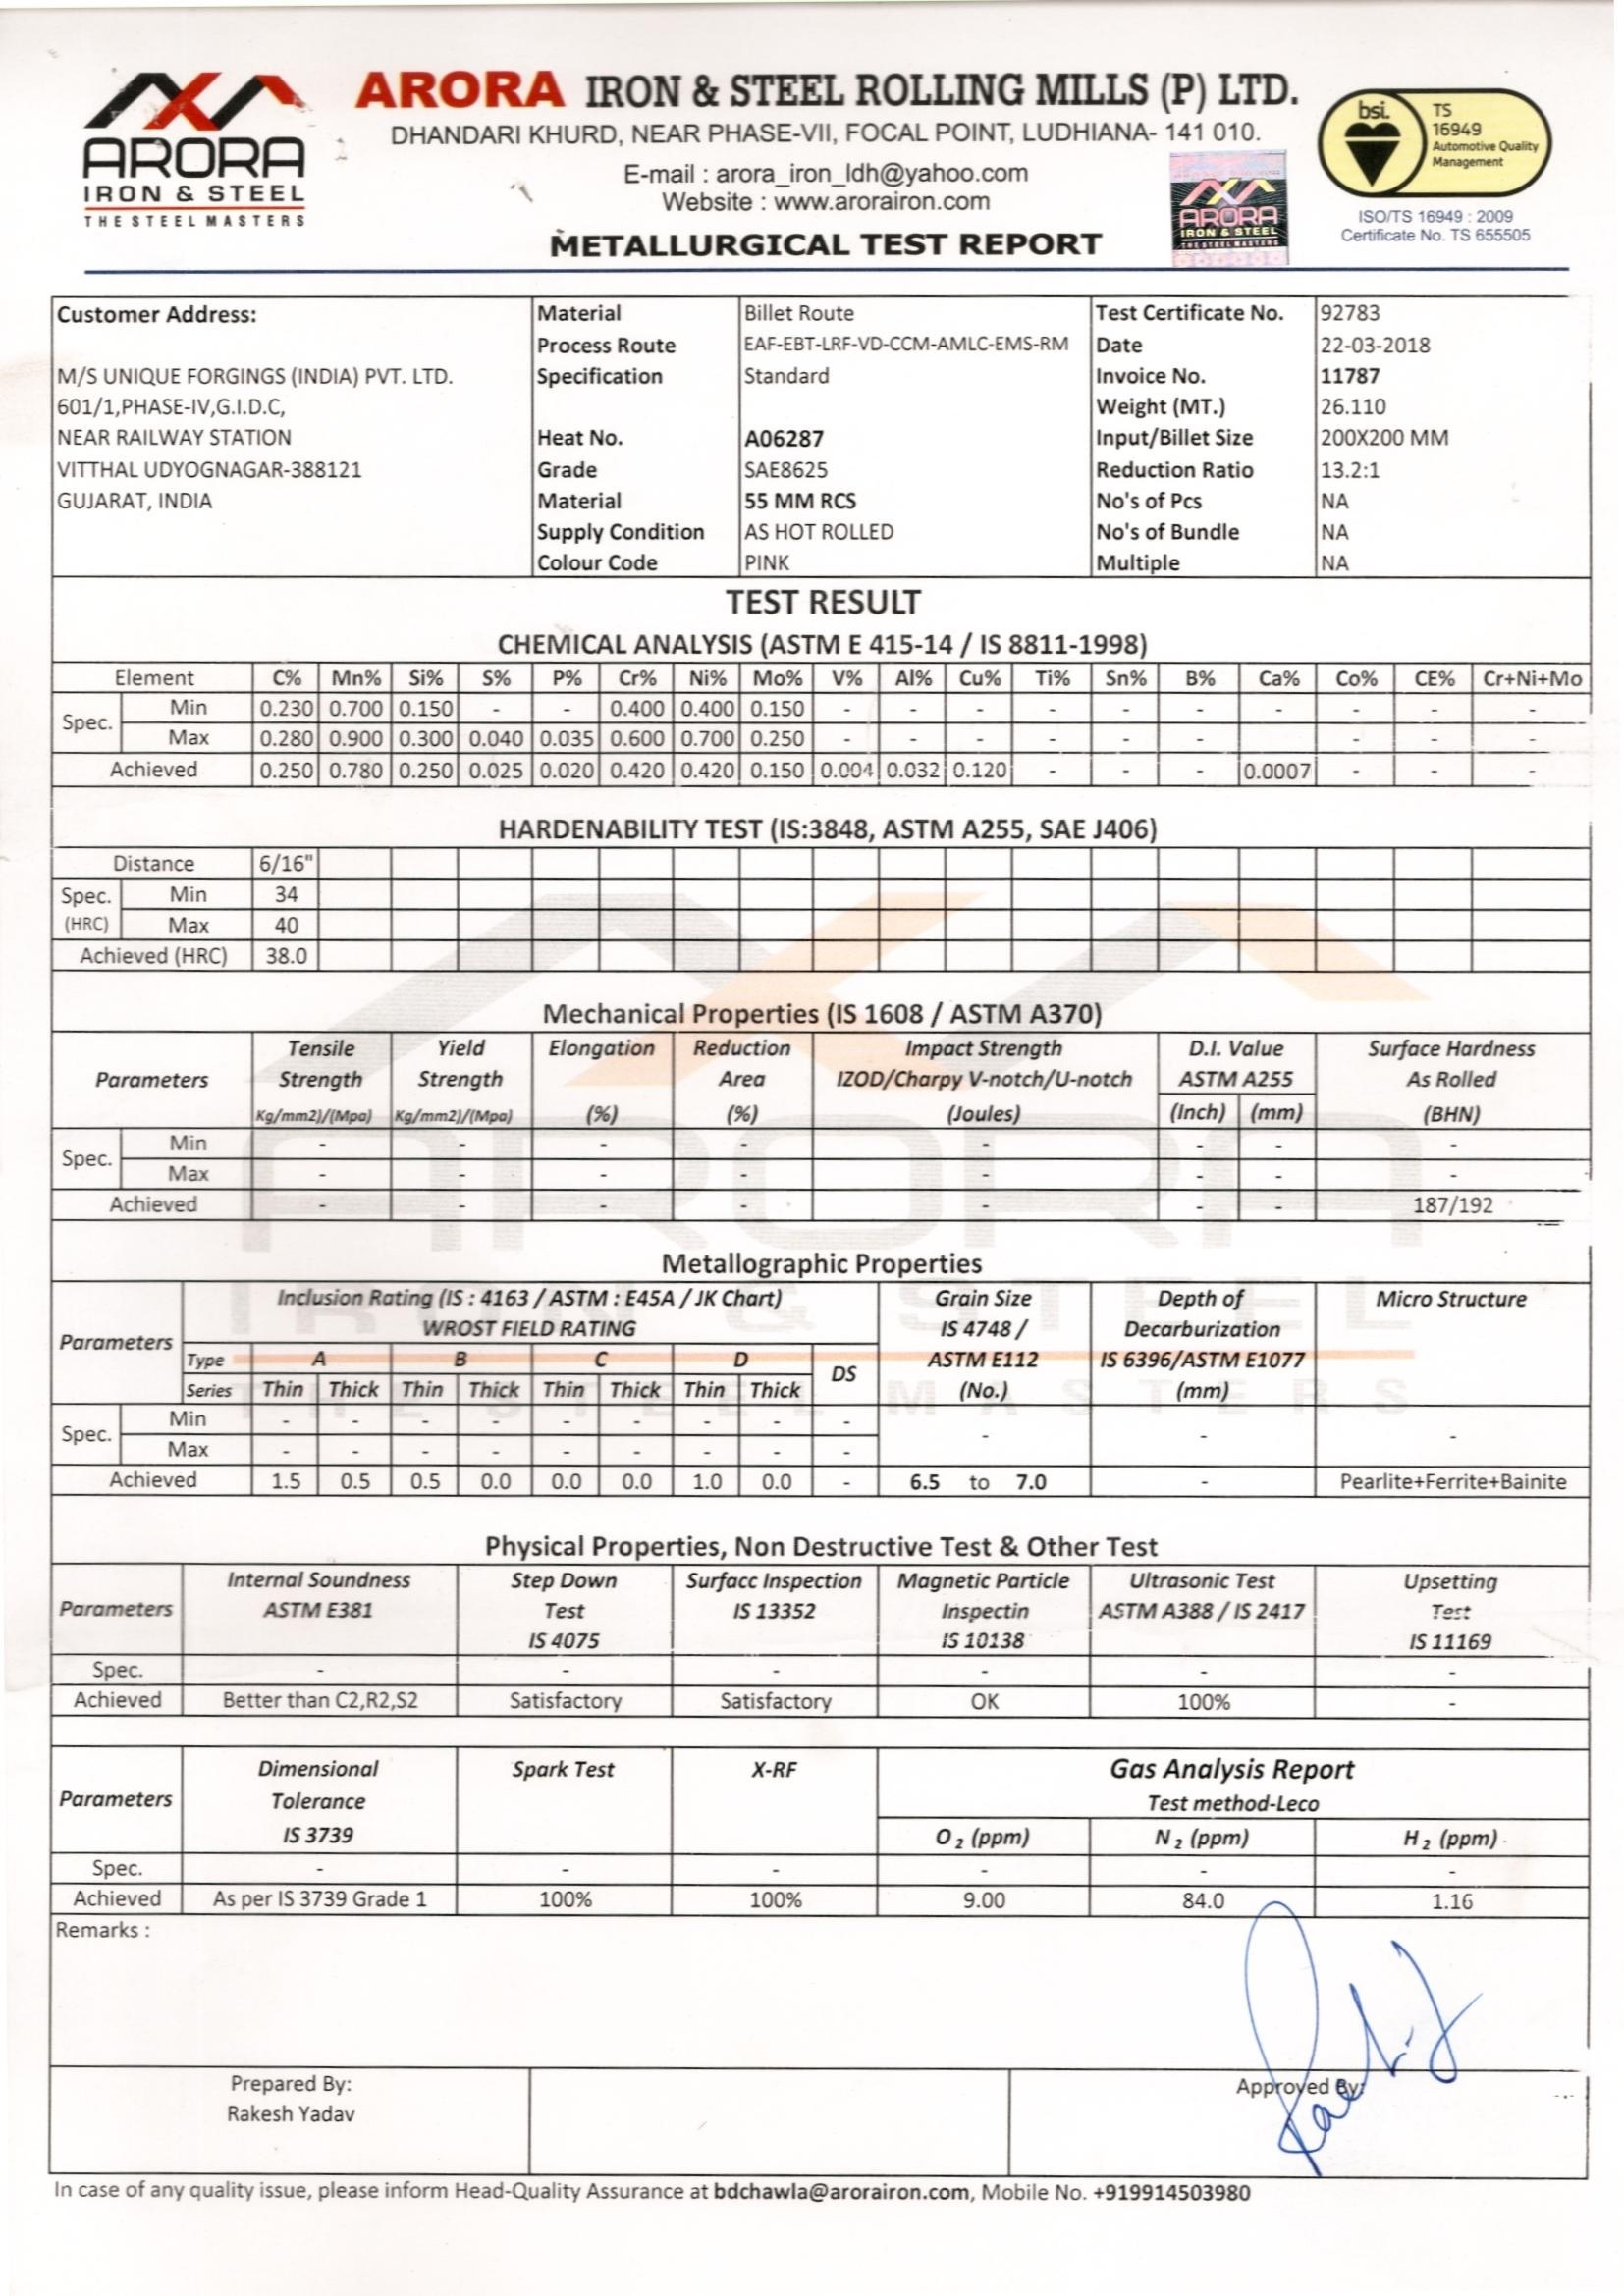 ARORA IRON & STEEL ROLLING MILLS (P) LTD.
DHANDARI KHURD, NEAR PHASE-VII, FOCAL POINT, LUDHIANA- 141 010.
E-mail : arora_iron_ldh@yahoo.com
Website : www.arorairon.com
METALLURGICAL TEST REPORT
ARORA
IRON & STEEL
THE STEEL MASTERS
ARORA
IRON & STEEL
THE STEEL MASTERS
bsi.
TS
16949
Automotive Quality
Management
ISO/TS 16949 : 2009
Certificate No. TS 655505
Customer Address:
M/S UNIQUE FORGINGS (INDIA) PVT. LTD.
601/1,PHASE-IV,G.I.D.C,
NEAR RAILWAY STATION
VITTHAL UDYOGNAGAR-388121
GUJARAT, INDIA
Material Billet Route
Process Route EAF-EBT-LRF-VD-CCM-AMLC-EMS-RM
Specification Standard
Heat No. A06287
Grade SAE8625
Material 55 MM RCS
Supply Condition AS HOT ROLLED
Colour Code PINK
Test Certificate No. 92783
Date 22-03-2018
Invoice No. 11787
Weight (MT.) 26.110
Input/Billet Size 200X200 MM
Reduction Ratio 13.2:1
No's of Pcs NA
No's of Bundle NA
Multiple NA
TEST RESULT
CHEMICAL ANALYSIS (ASTM E 415-14 / IS 8811-1998)
Element C% Mn% Si% S% P% Cr% Ni% Mo% V% Al% Cu% Ti% Sn% B% Ca% Co% CE% Cr+Ni+Mo
Spec. Min 0.230 0.700 0.150 - - 0.400 0.400 0.150 - - - - - - - - - -
Max 0.280 0.900 0.300 0.040 0.035 0.600 0.700 0.250 - - - - - - - - - -
Achieved 0.250 0.780 0.250 0.025 0.020 0.420 0.420 0.150 0.004 0.032 0.120 - - - 0.0007 - - -
HARDENABILITY TEST (IS:3848, ASTM A255, SAE J406)
Distance 6/16"
Spec. Min 34
(HRC) Max 40
Achieved (HRC) 38.0
Mechanical Properties (IS 1608 / ASTM A370)
Parameters
Tensile
Strength
Kg/mm2)/(Mpa)
Yield
Strength
Kg/mm2)/(Mpa)
Elongation
(%)
Reduction
Area
(%)
Impact Strength
IZOD/Charpy V-notch/U-notch
(Joules)
D.I. Value
ASTM A255
(Inch) (mm)
Surface Hardness
As Rolled
(BHN)
Spec. Min - - - - - - - -
Max - - - - - - - -
Achieved - - - - - - - 187/192
Metallographic Properties
Parameters
Inclusion Rating (IS : 4163 / ASTM : E45A / JK Chart)
WROST FIELD RATING
Type A B C D DS
Series Thin Thick Thin Thick Thin Thick Thin Thick
Grain Size
IS 4748 /
ASTM E112
(No.)
Depth of
Decarburization
IS 6396/ASTM E1077
(mm)
Micro Structure
Spec. Min - - - - - - - - -
Max - - - - - - - - - - - -
Achieved 1.5 0.5 0.5 0.0 0.0 0.0 1.0 0.0 - 6.5 to 7.0 - Pearlite+Ferrite+Bainite
Physical Properties, Non Destructive Test & Other Test
Parameters
Internal Soundness
ASTM E381
Step Down
Test
IS 4075
Surfacc Inspection
IS 13352
Magnetic Particle
Inspectin
IS 10138
Ultrasonic Test
ASTM A388 / IS 2417
Upsetting
Test
IS 11169
Spec. - - - - - -
Achieved Better than C2,R2,S2 Satisfactory Satisfactory OK 100% -
Parameters
Dimensional
Tolerance
IS 3739
Spark Test
X-RF
Gas Analysis Report
Test method-Leco
O2 (ppm) N2 (ppm) H2 (ppm)
Spec. - - - - - -
Achieved As per IS 3739 Grade 1 100% 100% 9.00 84.0 1.16
Remarks :
Prepared By:
Rakesh Yadav
Approved By:
In case of any quality issue, please inform Head-Quality Assurance at bdchawla@arorairon.com, Mobile No. +919914503980